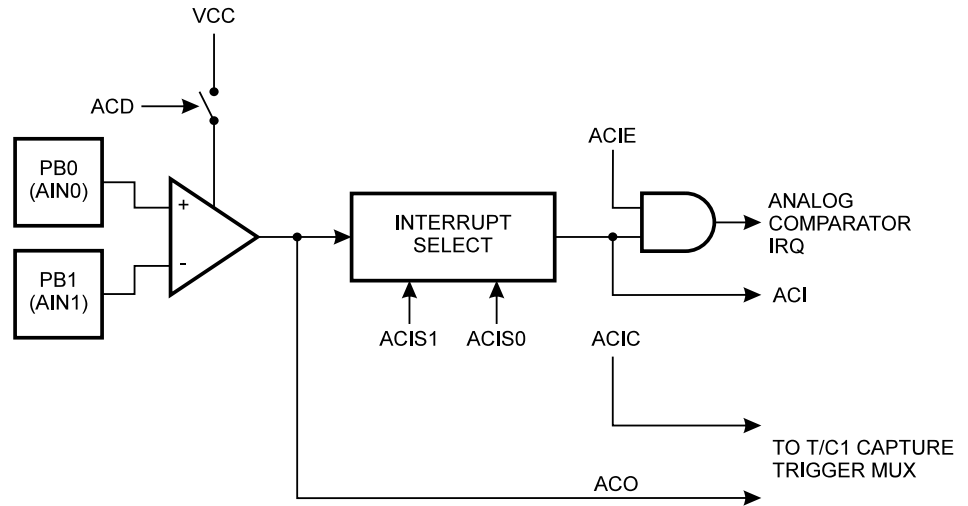 VCC
ACD
PB0
(AIN0)
+
PB1
(AIN1)
-
INTERRUPT
SELECT
ACIS1
ACIS0
ACIE
ANALOG
COMPARATOR
IRQ
ACI
ACIC
TO T/C1 CAPTURE
TRIGGER MUX
ACO